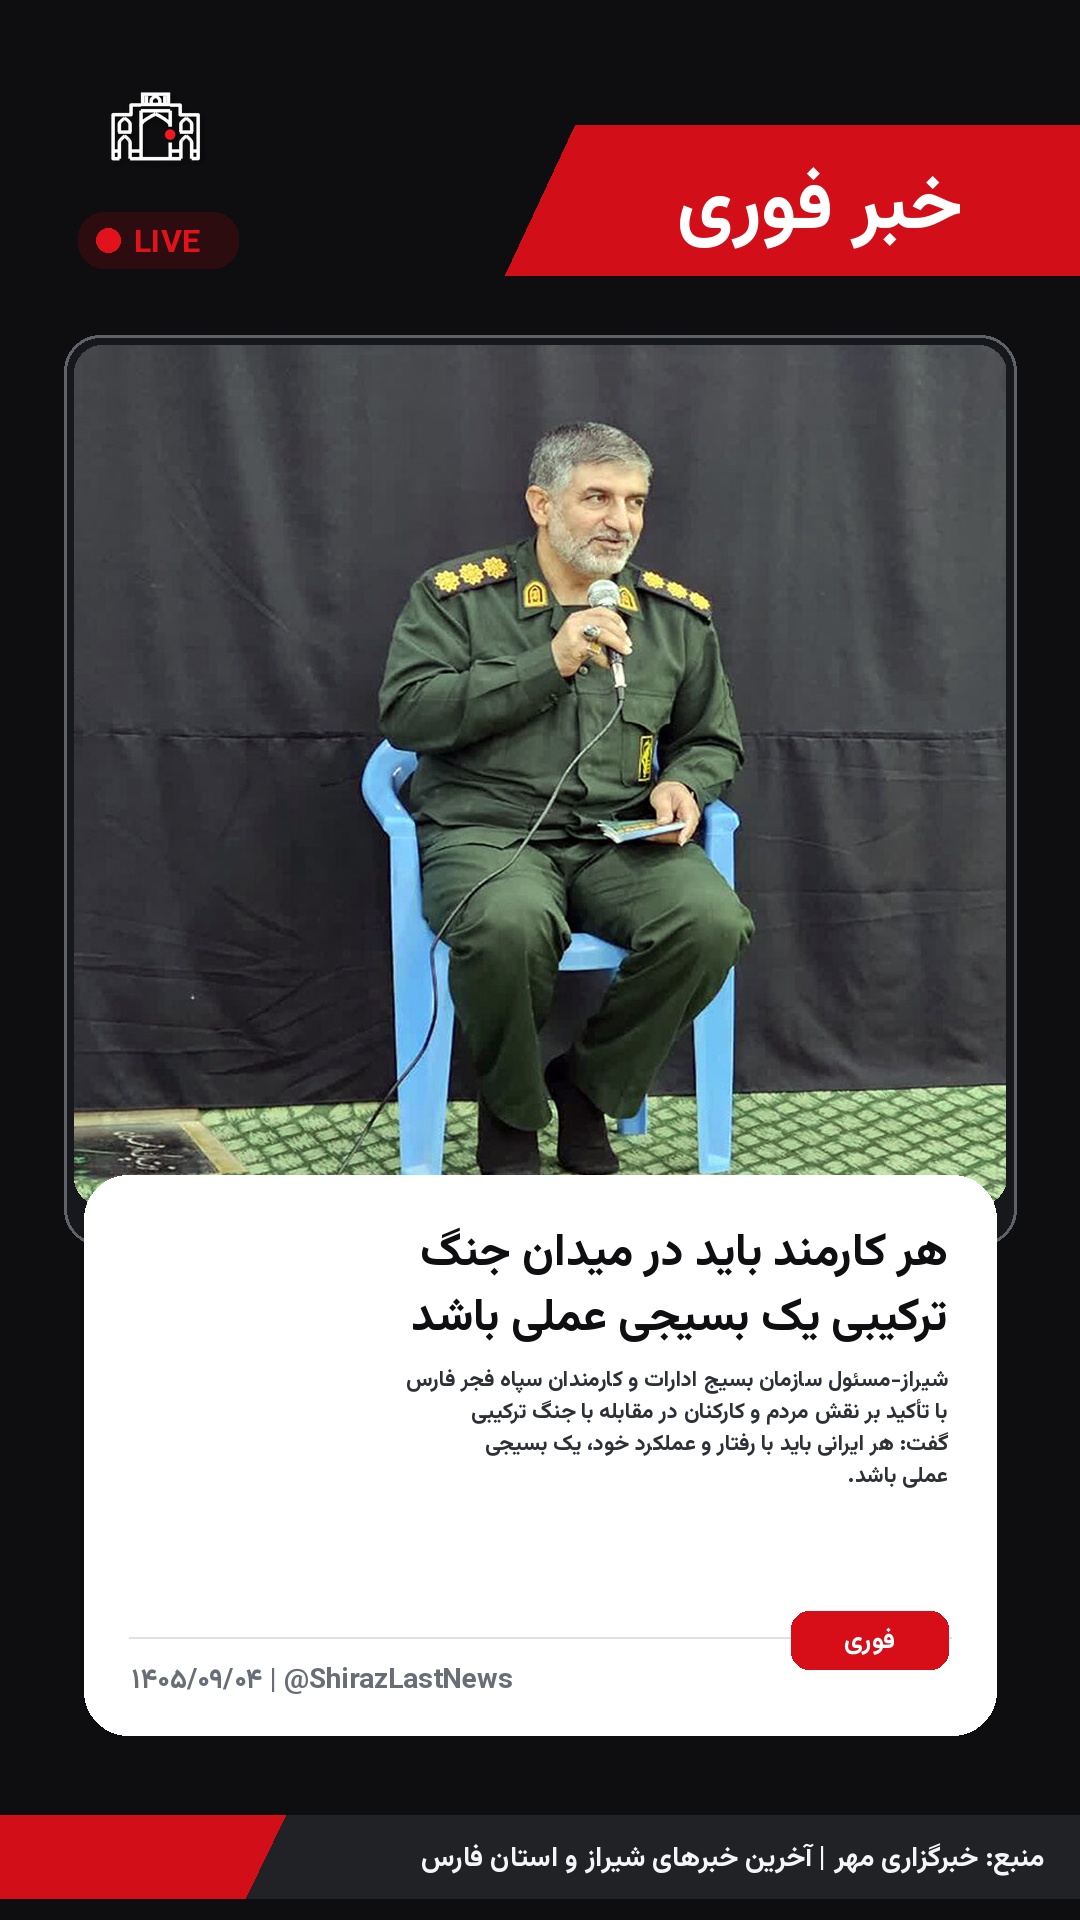 خبر فوری
LIVE
هر کارمند باید در میدان جنگ
ترکیبی یک بسیجی عملی باشد
شیراز-مسئول سازمان بسیج ادارات و کارمندان سپاه فجر فارس
با تأکید بر نقش مردم و کارکنان در مقابله با جنگ ترکیبی
گفت: هر ایرانی باید با رفتار و عملکرد خود، یک بسیجی
عملی باشد.
فوری
۱۴۰۵/۰۹/۰۴ | @ShirazLastNews
منبع: خبرگزاری مهر | آخرین خبرهای شیراز و استان فارس